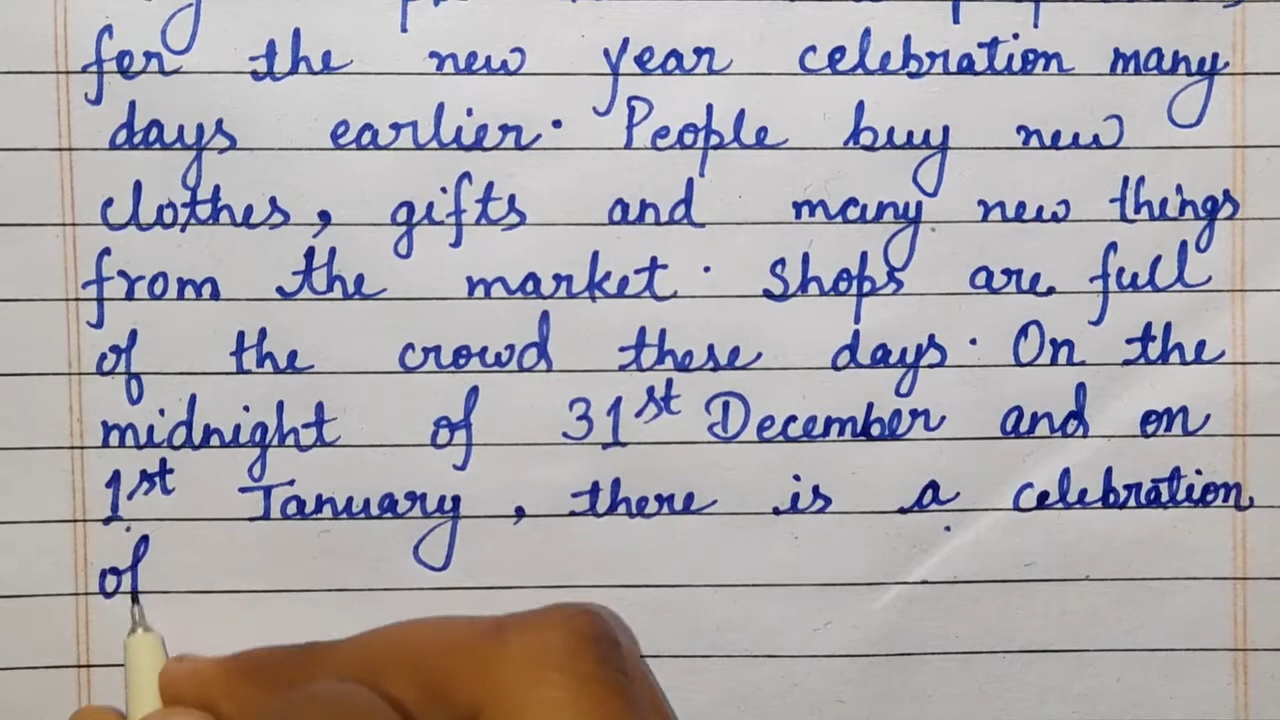 for the new year celebration many
days earlier. People buy new
clothes, gifts and many new things
from the market. Shops are full
of the crowd these days. On the
midnight of 31st December and on
1st January, there is a celebration
of